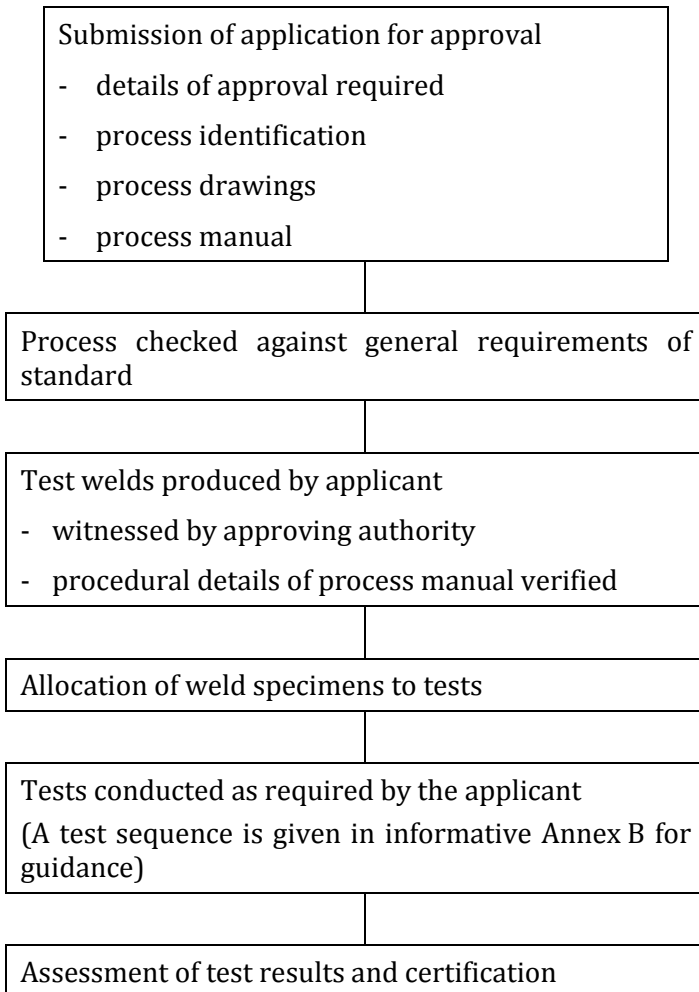 Submission of application for approval
- details of approval required
- process identification
- process drawings
- process manual
Process checked against general requirements of
standard
Test welds produced by applicant
- witnessed by approving authority
- procedural details of process manual verified
Allocation of weld specimens to tests
Tests conducted as required by the applicant
(A test sequence is given in informative Annex B for
guidance)
Assessment of test results and certification